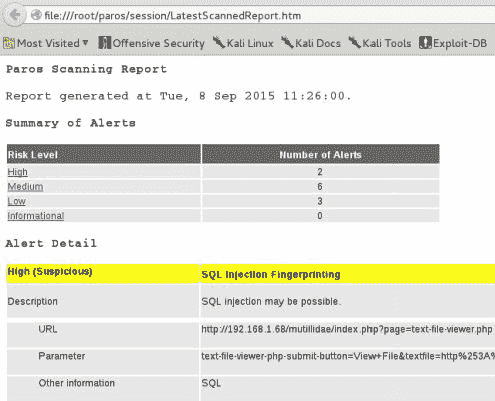 file:///root/paros/session/LatestScannedReport.htm
Most Visited Offensive Security Kali Linux Kali Docs Kali Tools Exploit-DB
Paros Scanning Report
Report generated at Tue, 8 Sep 2015 11:26:00.
Summary of Alerts
Risk Level Number of Alerts
High 2
Medium 6
Low 3
Informational 0
Alert Detail
High (Suspicious) SQL Injection Fingerprinting
Description SQL injection may be possible.
URL http://192.168.1.68/mutillidae/index.php?page=text-file-viewer.php
Parameter text-file-viewer-php-submit-button=View+File&textfile=http%253A%
Other information SQL